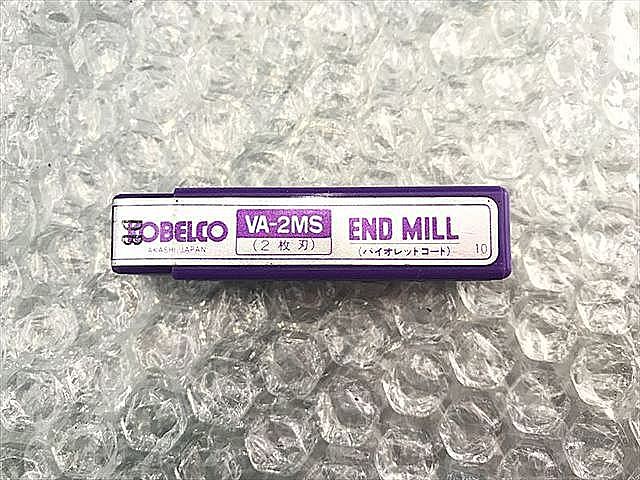 KOBELCO
AKASHI, JAPAN
VA-2MS
(2枚刃)
END MILL
(バイオレットコート)
10